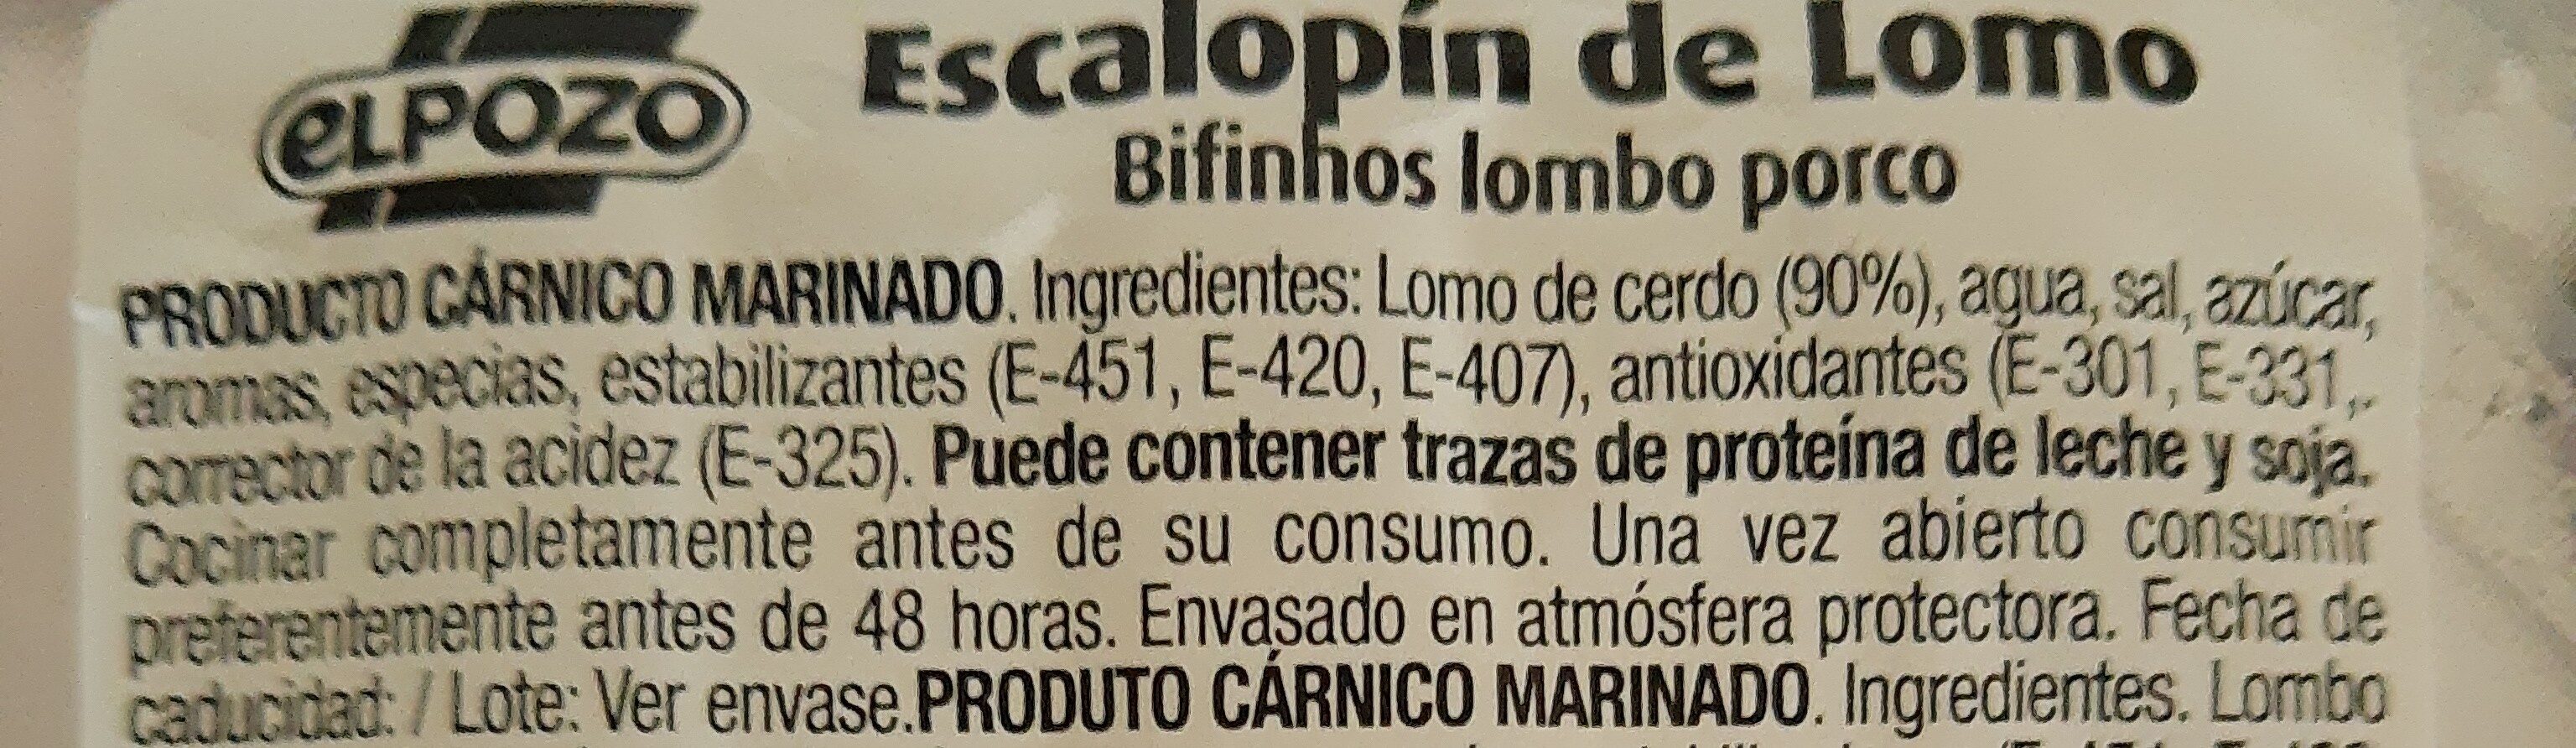 eLPOZO
Escalopín de Lomo
Bifinhos lombo porco
PRODUCTO CÁRNICO MARINADO. Ingredientes: Lomo de cerdo (90%), agua, sal, azúcar,
aromas, especias, estabilizantes (E-451, E-420, E-407), antioxidantes (E-301, E-331,.
corrector de la acidez (E-325). Puede contener trazas de proteína de leche y soja.
Cocinar completamente antes de su consumo. Una vez abierto consumir
preferentemente antes de 48 horas. Envasado en atmósfera protectora. Fecha de
caducidad: / Lote: Ver envase.PRODUTO CÁRNICO MARINADO. Ingredientes. Lombo